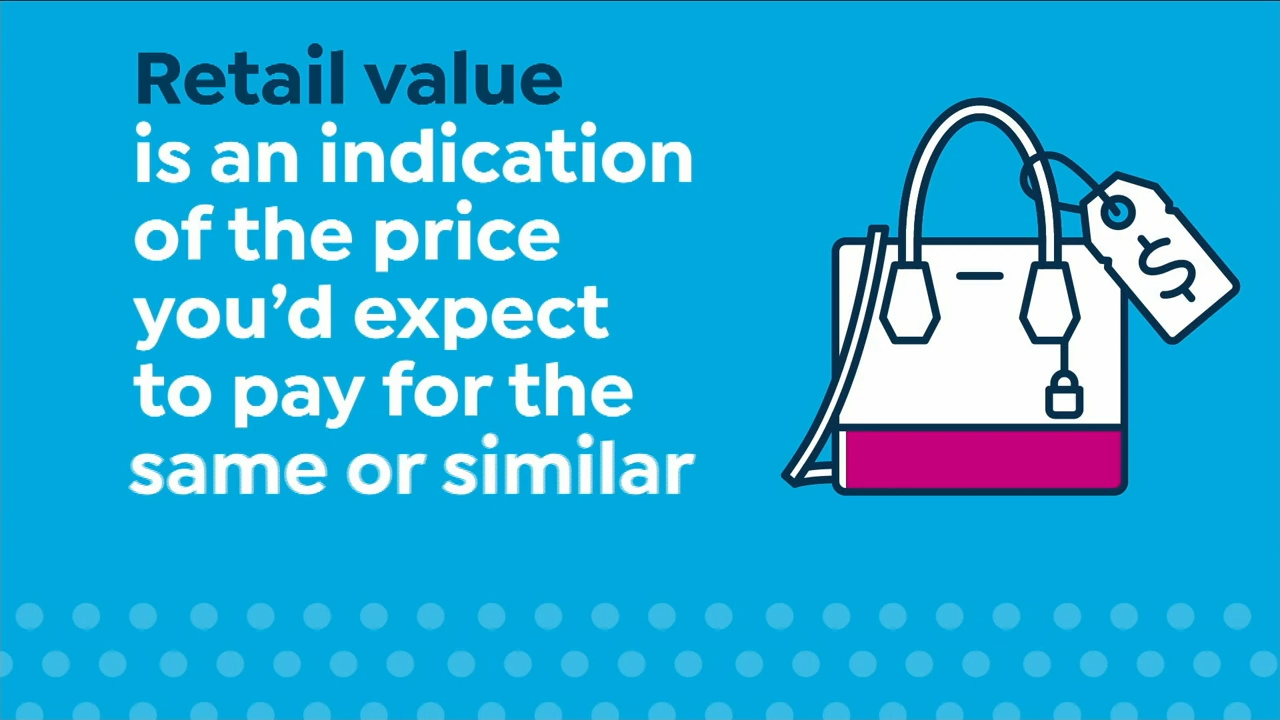 Retail value
is an indication
of the price
you’d expect
to pay for the
same or similar
$